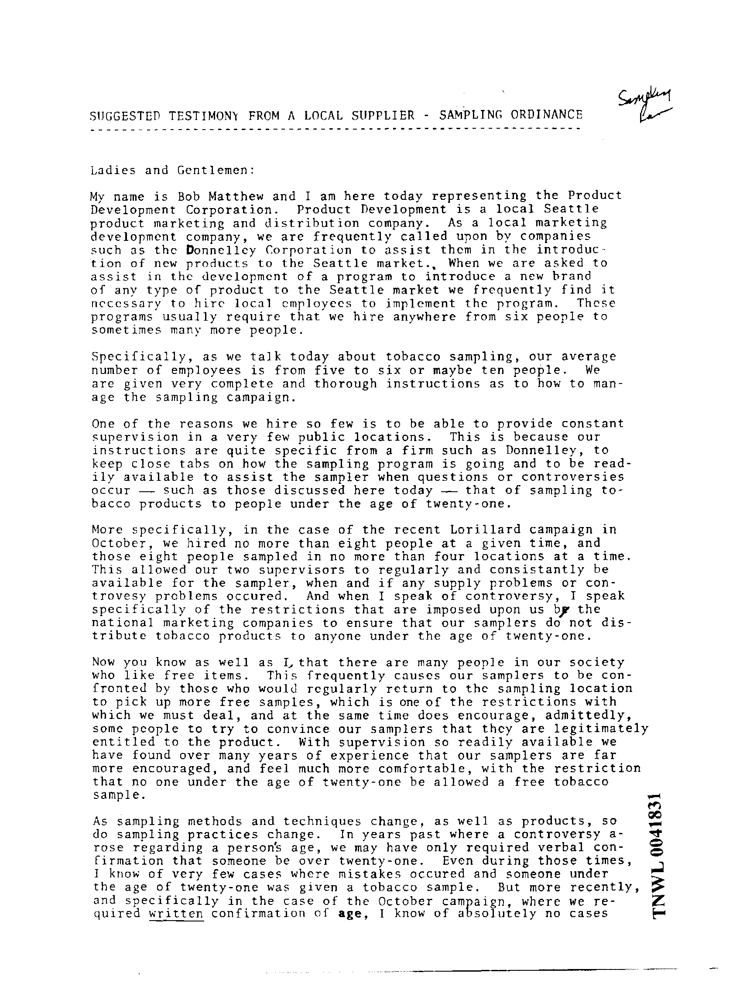 Sampling
Law
SUGGESTED TESTIMONY FROM A LOCAL SUPPLIER - SAMPLING ORDINANCE
Ladies and Gentlemen:
My name is Bob Matthew and I am here today representing the Product
Development Corporation. Product Development is a local Seattle
product marketing and distribution company. As a local marketing
development company, we are frequently called upon by companies
such as the Donnelley Corporation to assist them in the introduc-
tion of new products to the Seattle market. When we are asked to
assist in the development of a program to introduce a new brand
of any type of product to the Seattle market we frequently find it
necessary to hire local employees to implement the program. These
programs usually require that we hire anywhere from six people to
sometimes many more people.
Specifically, as we talk today about tobacco sampling, our average
number of employees is from five to six or maybe ten people. We
are given very complete and thorough instructions as to how to man-
age the sampling campaign.
One of the reasons we hire so few is to be able to provide constant
supervision in a very few public locations. This is because our
instructions are quite specific from a firm such as Donnelley, to
keep close tabs on how the sampling program is going and to be read-
ily available to assist the sampler when questions or controversies
occur — such as those discussed here today — that of sampling to-
bacco products to people under the age of twenty-one.
More specifically, in the case of the recent Lorillard campaign in
October, we hired no more than eight people at a given time, and
those eight people sampled in no more than four locations at a time.
This allowed our two supervisors to regularly and consistantly be
available for the sampler, when and if any supply problems or con-
trovesy problems occured. And when I speak of controversy, I speak
specifically of the restrictions that are imposed upon us by the
national marketing companies to ensure that our samplers do not dis-
tribute tobacco products to anyone under the age of twenty-one.
Now you know as well as I, that there are many people in our society
who like free items. This frequently causes our samplers to be con-
fronted by those who would regularly return to the sampling location
to pick up more free samples, which is one of the restrictions with
which we must deal, and at the same time does encourage, admittedly,
some people to try to convince our samplers that they are legitimately
entitled to the product. With supervision so readily available we
have found over many years of experience that our samplers are far
more encouraged, and feel much more comfortable, with the restriction
that no one under the age of twenty-one be allowed a free tobacco
sample.
As sampling methods and techniques change, as well as products, so
do sampling practices change. In years past where a controversy a-
rose regarding a person's age, we may have only required verbal con-
firmation that someone be over twenty-one. Even during those times,
I know of very few cases where mistakes occured and someone under
the age of twenty-one was given a tobacco sample. But more recently,
and specifically in the case of the October campaign, where we re-
quired written confirmation of age, I know of absolutely no cases
TNWL 0041831